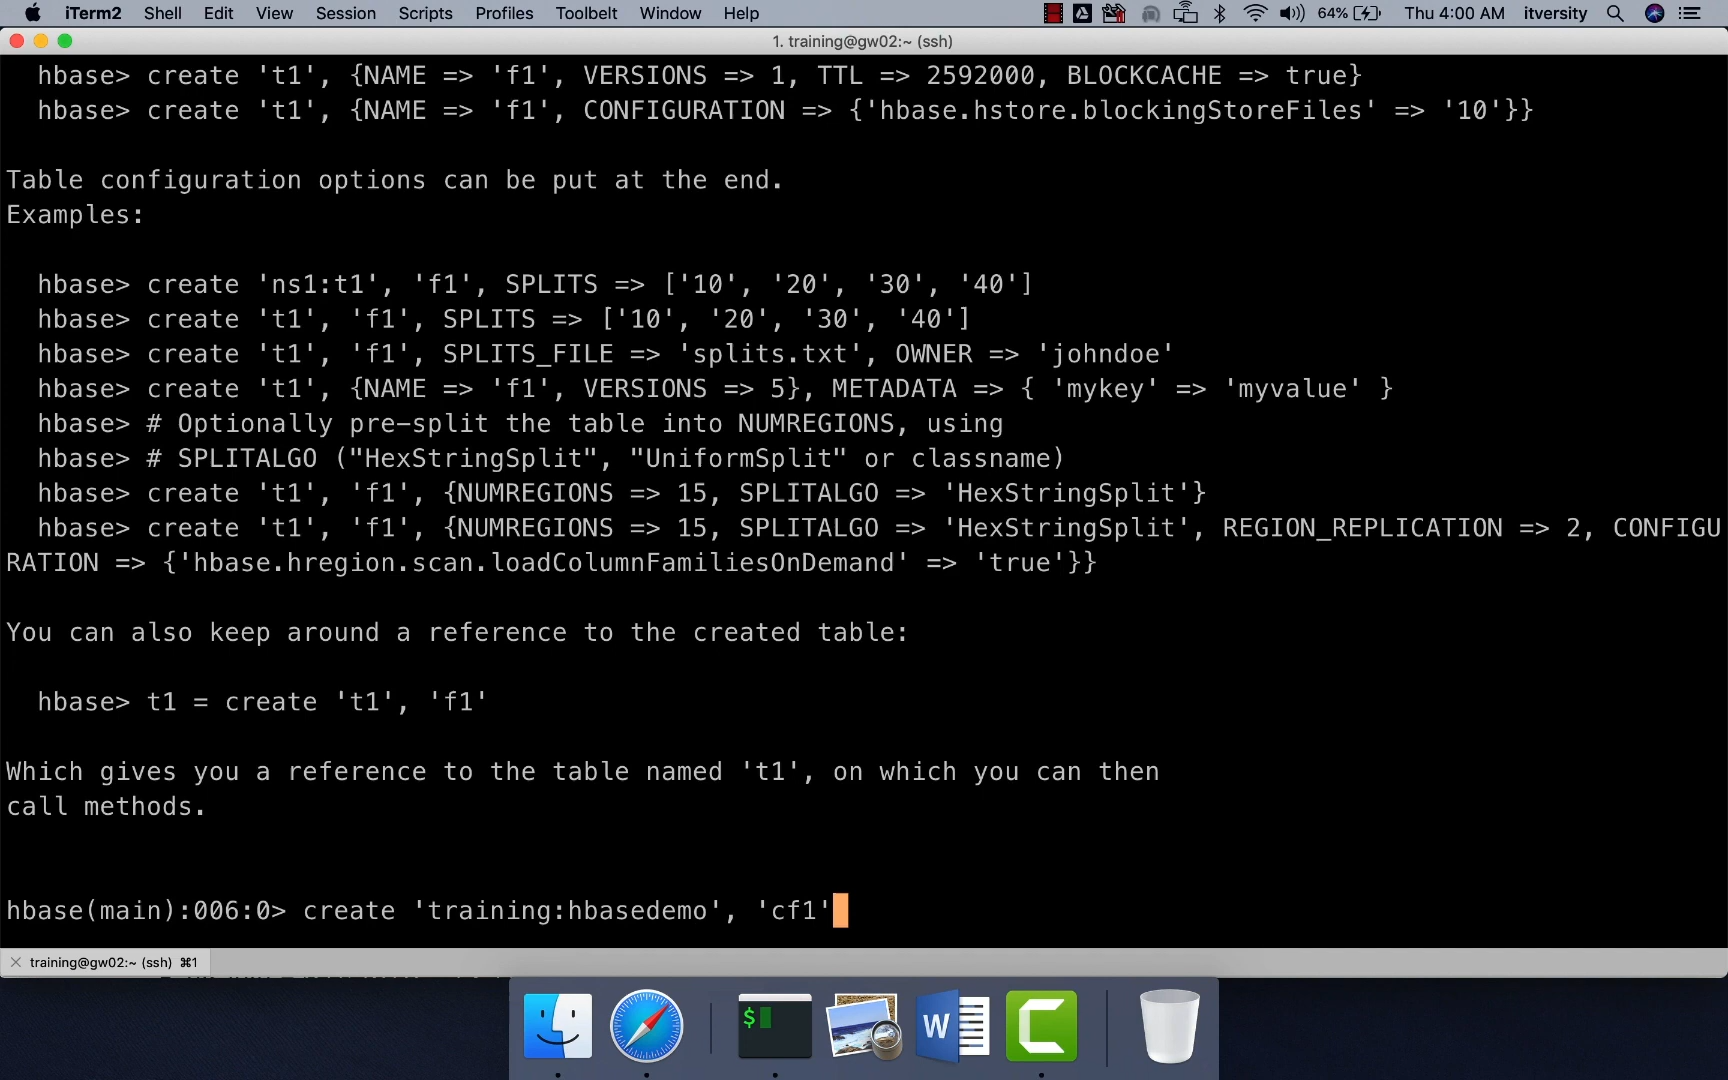 iTerm2 Shell Edit View Session Scripts Profiles Toolbelt Window Help 64% Thu 4:00 AM itversity
1. training@gw02:~ (ssh)
hbase> create 't1', {NAME => 'f1', VERSIONS => 1, TTL => 2592000, BLOCKCACHE => true}
hbase> create 't1', {NAME => 'f1', CONFIGURATION => {'hbase.hstore.blockingStoreFiles' => '10'}}
Table configuration options can be put at the end.
Examples:
hbase> create 'ns1:t1', 'f1', SPLITS => ['10', '20', '30', '40']
hbase> create 't1', 'f1', SPLITS => ['10', '20', '30', '40']
hbase> create 't1', 'f1', SPLITS_FILE => 'splits.txt', OWNER => 'johndoe'
hbase> create 't1', {NAME => 'f1', VERSIONS => 5}, METADATA => { 'mykey' => 'myvalue' }
hbase> # Optionally pre-split the table into NUMREGIONS, using
hbase> # SPLITALGO ("HexStringSplit", "UniformSplit" or classname)
hbase> create 't1', 'f1', {NUMREGIONS => 15, SPLITALGO => 'HexStringSplit'}
hbase> create 't1', 'f1', {NUMREGIONS => 15, SPLITALGO => 'HexStringSplit', REGION_REPLICATION => 2, CONFIGU
RATION => {'hbase.hregion.scan.loadColumnFamiliesOnDemand' => 'true'}}
You can also keep around a reference to the created table:
hbase> t1 = create 't1', 'f1'
Which gives you a reference to the table named 't1', on which you can then
call methods.
hbase(main):006:0> create 'training:hbasedemo', 'cf1'
training@gw02:~ (ssh) ⌘1
$
W